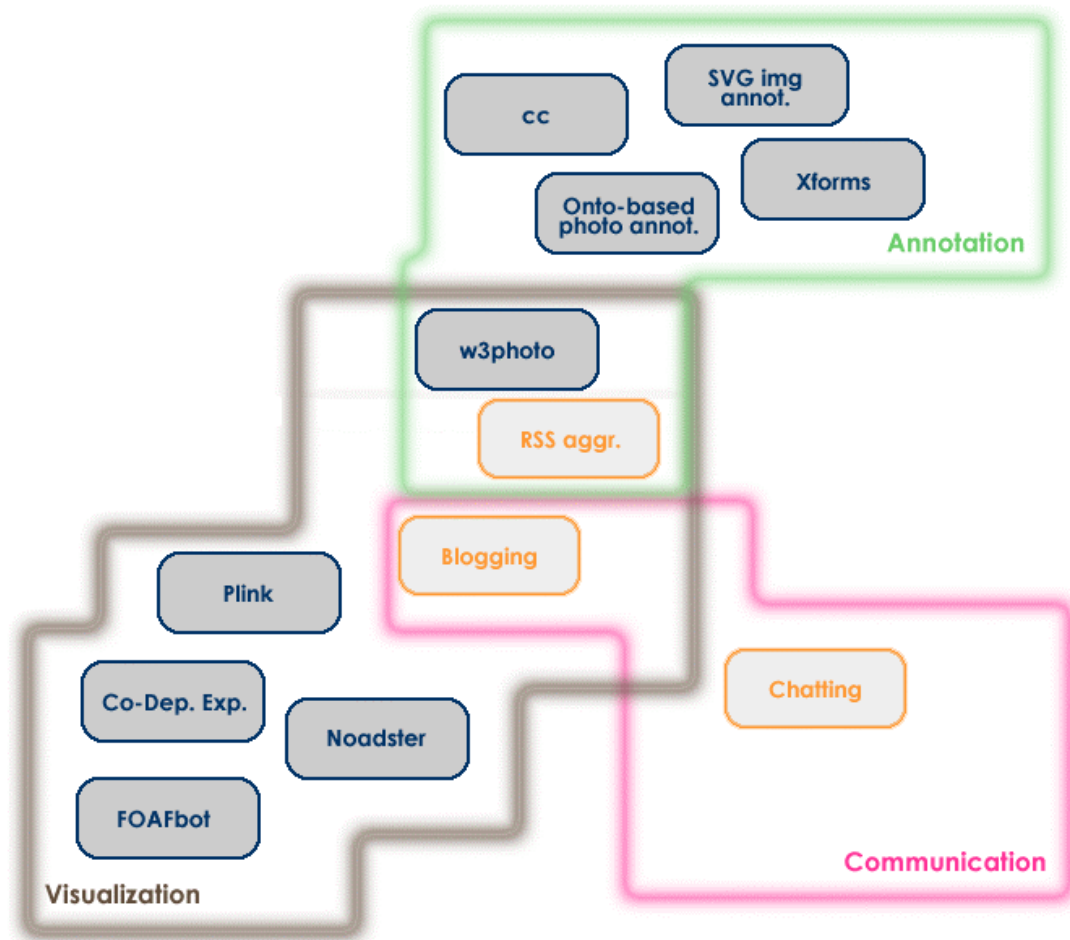 cc
SVG img
annot.
Xforms
Onto-based
photo annot.
Annotation
w3photo
RSS aggr.
Blogging
Plink
Co-Dep. Exp.
Noadster
Chatting
FOAFbot
Communication
Visualization